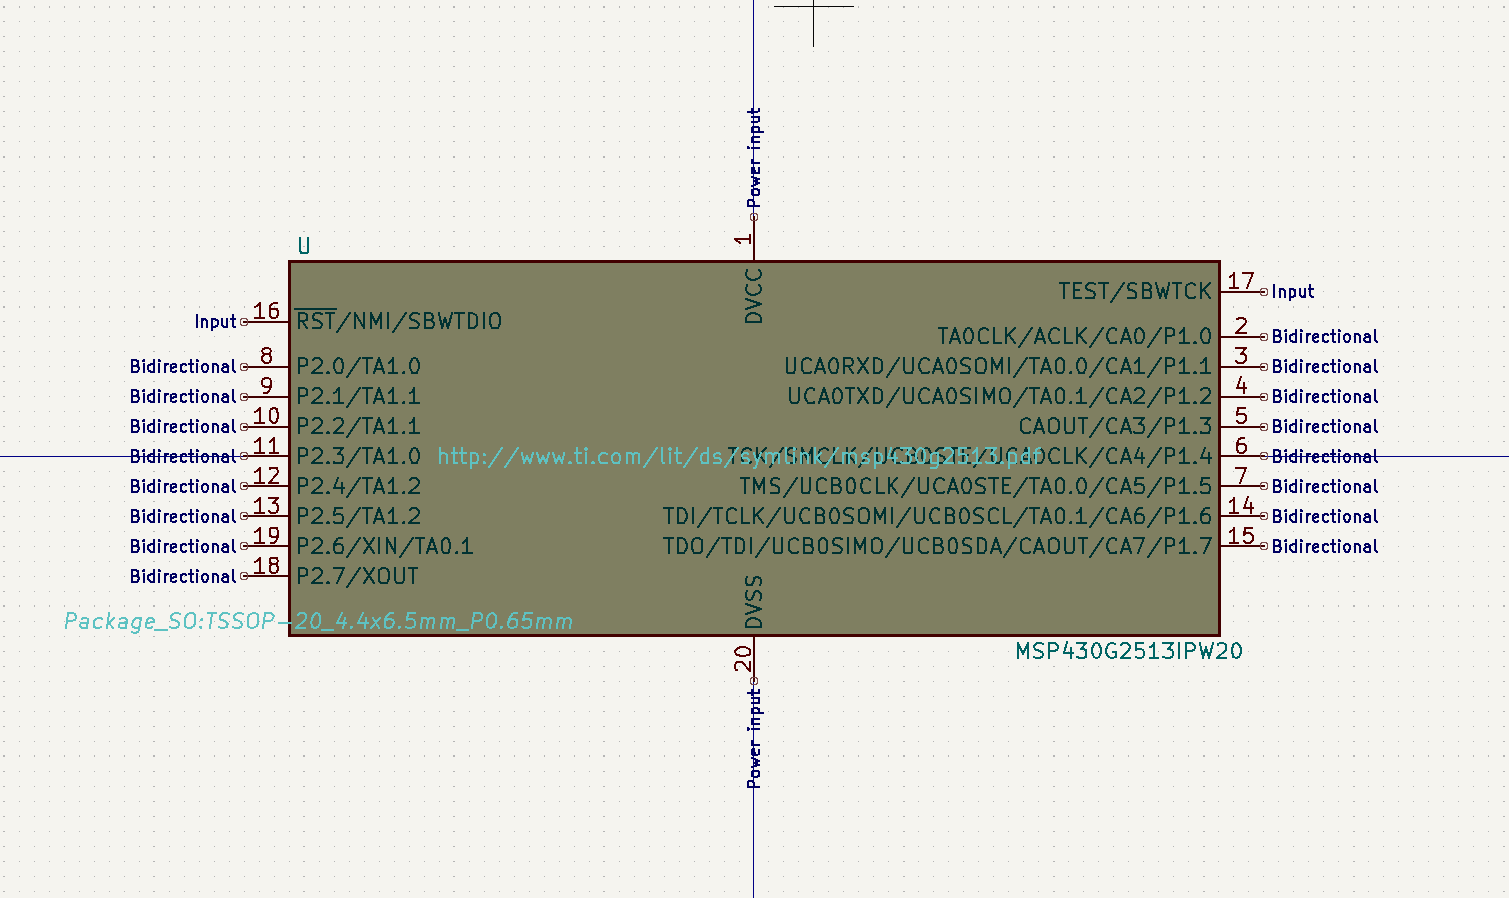 Power input
1
U
DVCC
TEST/SBWTCK 17 Input
Input 16 RST/NMI/SBWTDIO
TA0CLK/ACLK/CA0/P1.0 2 Bidirectional
Bidirectional 8 P2.0/TA1.0 UCA0RXD/UCA0SOMI/TA0.0/CA1/P1.1 3 Bidirectional
Bidirectional 9 P2.1/TA1.1 UCA0TXD/UCA0SIMO/TA0.1/CA2/P1.2 4 Bidirectional
Bidirectional 10 P2.2/TA1.1 CAOUT/CA3/P1.3 5 Bidirectional
Bidirectional 11 P2.3/TA1.0 http://www.ti.com/lit/ds/symlink/msp430g2513.pdf /CA4/P1.4 6 Bidirectional
Bidirectional 12 P2.4/TA1.2 TMS/UCB0CLK/UCA0STE/TA0.0/CA5/P1.5 7 Bidirectional
Bidirectional 13 P2.5/TA1.2 TDI/TCLK/UCB0SOMI/UCB0SCL/TA0.1/CA6/P1.6 14 Bidirectional
Bidirectional 19 P2.6/XIN/TA0.1 TDO/TDI/UCB0SIMO/UCB0SDA/CAOUT/CA7/P1.7 15 Bidirectional
Bidirectional 18 P2.7/XOUT
DVSS
Package_SO:TSSOP-20_4.4x6.5mm_P0.65mm
MSP430G2513IPW20
20
Power input